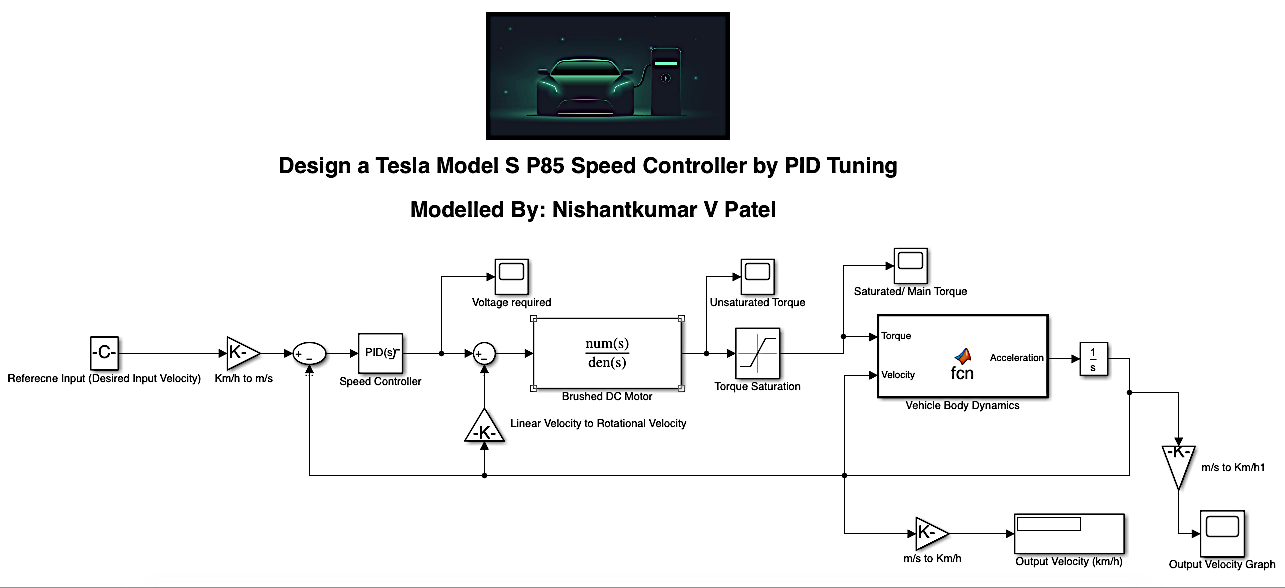 Design a Tesla Model S P85 Speed Controller by PID Tuning
Modelled By: Nishantkumar V Patel
Voltage required
Unsaturated Torque
Saturated/ Main Torque
-C-
Referecne Input (Desired Input Velocity)
K-
Km/h to m/s
+
−
PID(s)
Speed Controller
+
−
num(s)
den(s)
Brushed DC Motor
Torque Saturation
Torque
Velocity
fcn
Acceleration
Vehicle Body Dynamics
1
s
-K-
Linear Velocity to Rotational Velocity
-K-
m/s to Km/h1
K-
m/s to Km/h
Output Velocity (km/h)
Output Velocity Graph